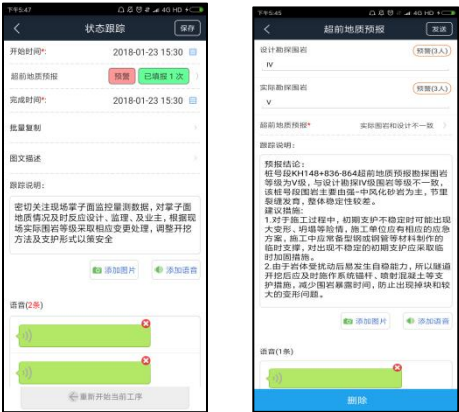 下午5:47
4G HD
状态跟踪
保存
开始时间*:
2018-01-23 15:30
超前地质预报
预警
已填报 1 次
完成时间*:
2018-01-23 15:30
批量复制
图文描述
跟踪说明:
密切关注现场掌子面监控量测数据，对掌子面
地质情况及时反应设计、监理、及业主，根据现
场实际围岩等级采取相应变更处理，调整开挖
方法及支护形式以策安全
添加图片
添加语音
语音(2条)
重新开始当前工序
下午5:45
4G HD
超前地质预报
发送
设计勘探围岩
预警(3人)
IV
实际勘探围岩
预警(3人)
V
超前地质预报*
实际围岩和设计不一致
跟踪说明:
预报结论：
桩号段KH148+836-864超前地质预报勘探围岩
等级为V级，与设计勘探IV级围岩等级不一致，
该桩号段围岩主要由强-中风化砂岩为主，节里
裂缝发育，整体稳定性较差。
建议措施：
1.对于施工过程中，初期支护不稳定时可能出现
大变形、坍塌等险情，施工单位应有相应的应急
方案，施工中应常备型钢或钢管等材料制作的
临时支撑，对出现不稳定的初期支护应采取临
时加固措施。
2.由于岩体受扰动后易发生自稳能力，所以隧道
开挖后应及时施作系统锚杆、喷射混凝土等支
护措施，减少围岩暴露时间，防止出现掉块和较
大的变形问题。
添加图片
添加语音
语音(1条)
删除